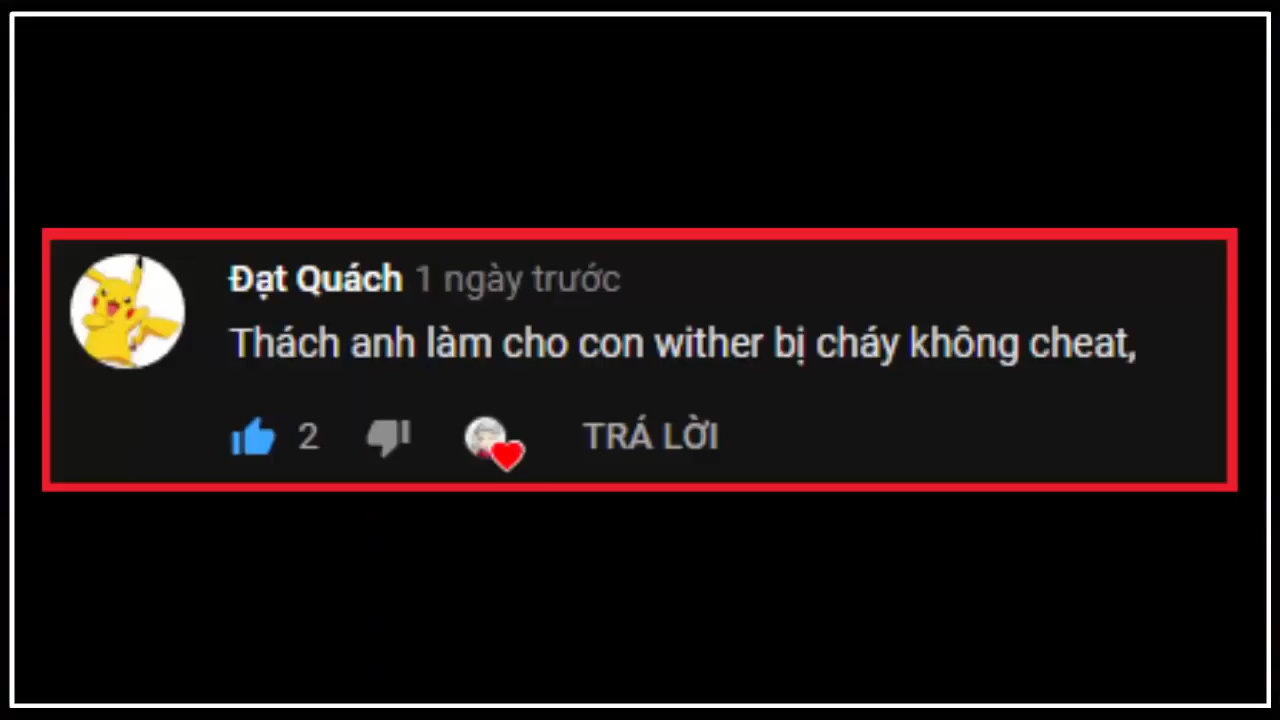 Đạt Quách 1 ngày trước
Thách anh làm cho con wither bị cháy không cheat,
2 TRẢ LỜI